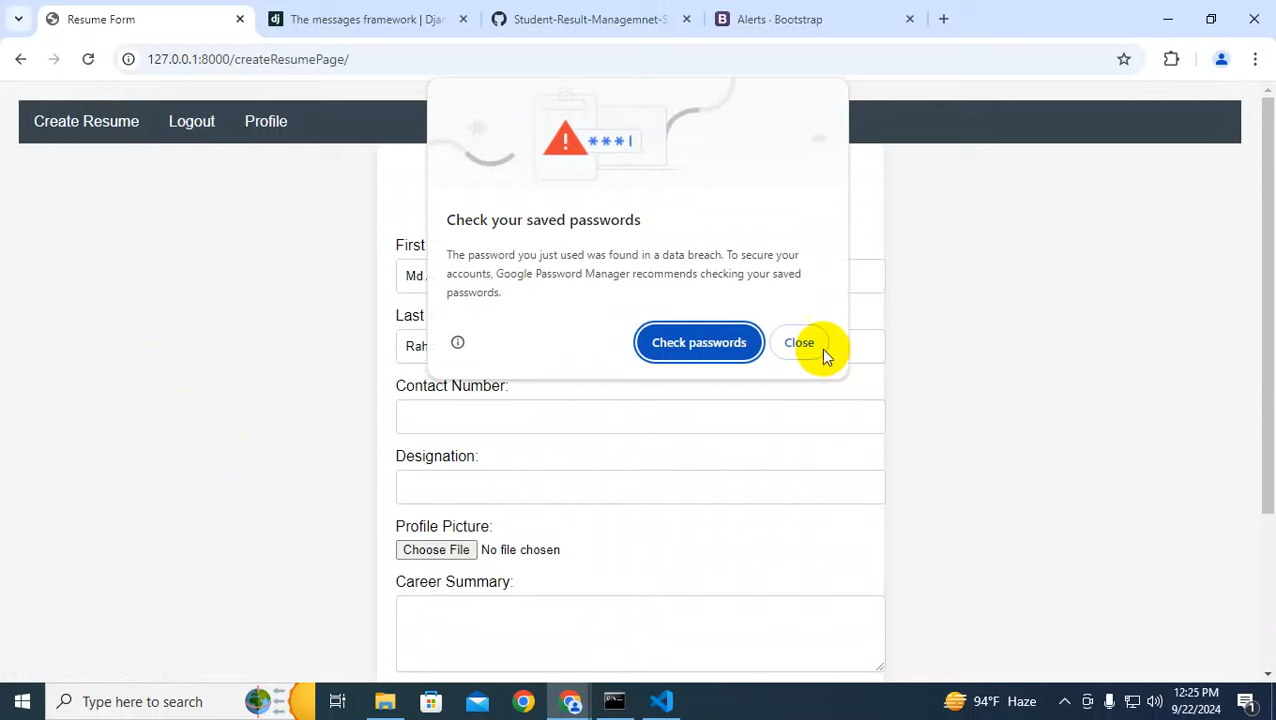 Resume Form
The messages framework | Djan
Student-Result-Managemnet-S
Alerts · Bootstrap
127.0.0.1:8000/createResumePage/
Create Resume
Logout
Profile
***
Check your saved passwords
The password you just used was found in a data breach. To secure your
accounts, Google Password Manager recommends checking your saved
passwords.
Check passwords
Close
First
Md
Last
Rah
Contact Number:
Designation:
Profile Picture:
Choose File No file chosen
Career Summary:
Type here to search
94°F Haze
12:25 PM
9/22/2024
1